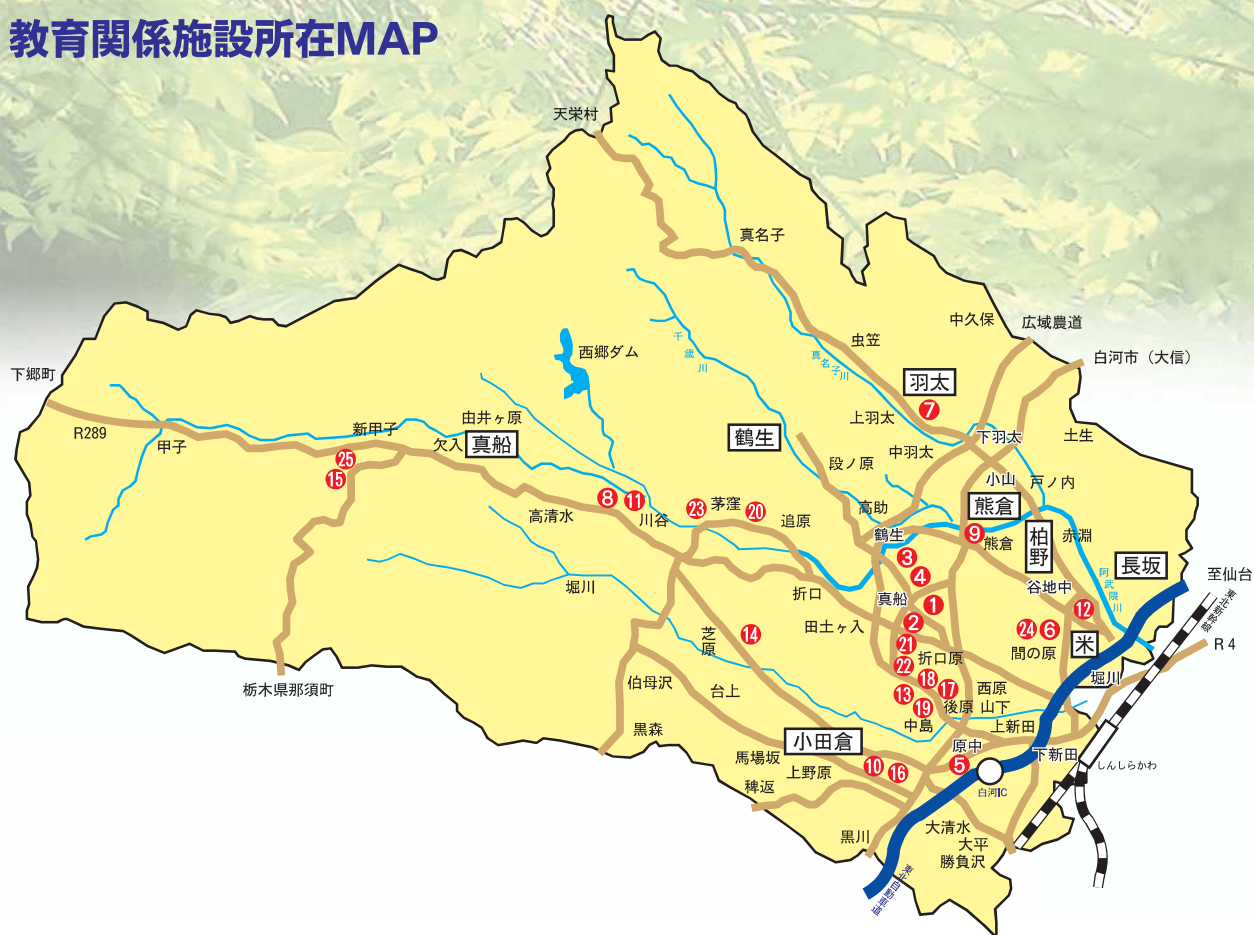 教育関係施設所在MAP
天栄村
真名子
中久保
広域農道
白河市（大信）
虫笠
真名子川
千歳川
西郷ダム
下郷町
R289
甲子
新甲子
由井ヶ原
欠入
真船
羽太
7
上羽太
下羽太
土生
鶴生
段ノ原
中羽太
小山
戸ノ内
25
15
8
11
川谷
高清水
23
茅窪
20
追原
高助
熊倉
9
熊倉
柏野
赤淵
長坂
鶴生
3
4
阿武隈川
至仙台
東北新幹線
堀川
折口
真船
1
谷地中
12
田土ヶ入
2
24
6
間の原
米
R4
芝原
14
21
折口原
22
堀川
栃木県那須町
伯母沢
台上
18
17
13
19
後原
西原
山下
中島
上新田
黒森
小田倉
原中
下新田
馬場坂
上野原
10
16
5
しんしらかわ
稗返
白河IC
黒川
大清水
大平
勝負沢
東北自動車道